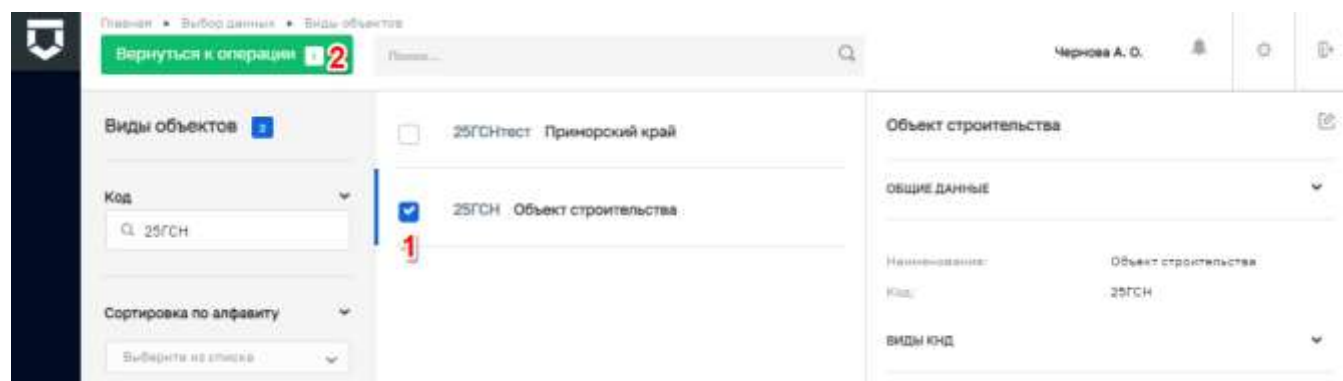 Главная • Выбор данных • Виды объектов
Вернуться к операции 1 2
Поиск...
Чернова А. О.
Виды объектов 2
Код
25ГСН
Сортировка по алфавиту
Выберите из списка
25ГСНтест Приморский край
25ГСН Объект строительства
1
Объект строительства
ОБЩИЕ ДАННЫЕ
Наименование: Объект строительства
Код: 25ГСН
ВИДЫ КНД